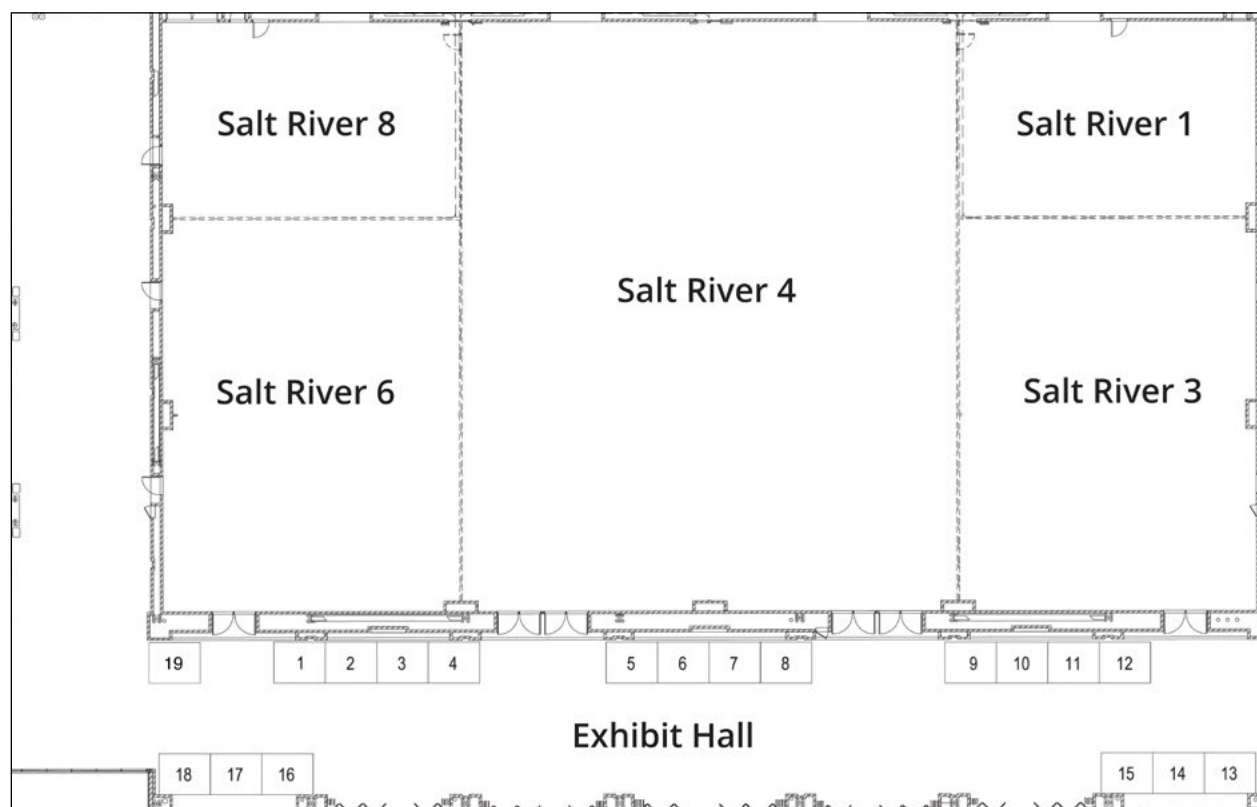 Salt River 8
Salt River 1
Salt River 4
Salt River 6
Salt River 3
19 1 2 3 4 5 6 7 8 9 10 11 12
Exhibit Hall
18 17 16 15 14 13